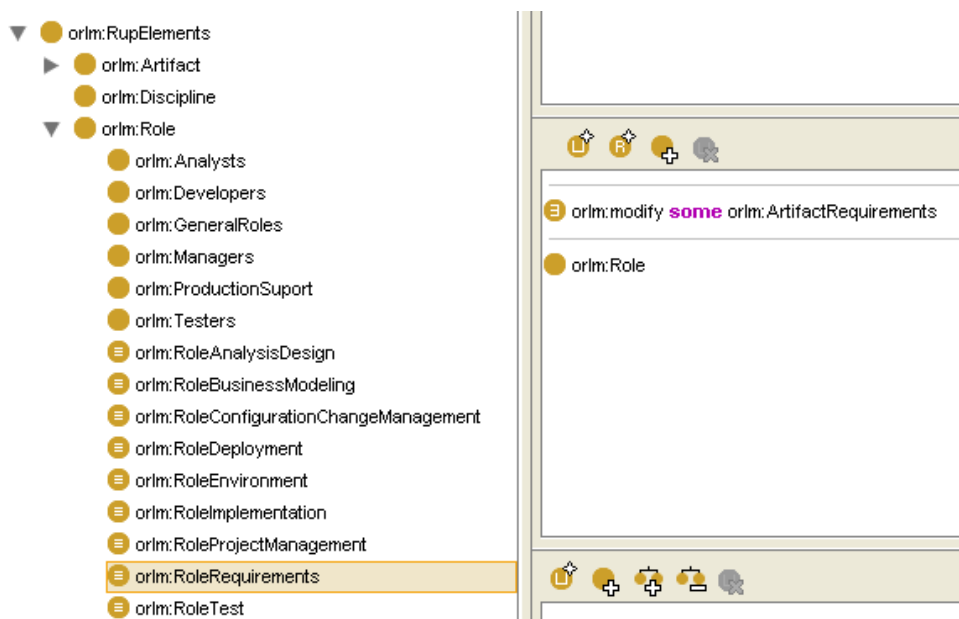 orlm:RupElements
orlm:Artifact
orlm:Discipline
orlm:Role
orlm:Analysts
orlm:Developers
orlm:GeneralRoles
orlm:Managers
orlm:ProductionSuport
orlm:Testers
orlm:RoleAnalysisDesign
orlm:RoleBusinessModeling
orlm:RoleConfigurationChangeManagement
orlm:RoleDeployment
orlm:RoleEnvironment
orlm:RoleImplementation
orlm:RoleProjectManagement
orlm:RoleRequirements
orlm:RoleTest
orlm:modify some orlm:ArtifactRequirements
orlm:Role